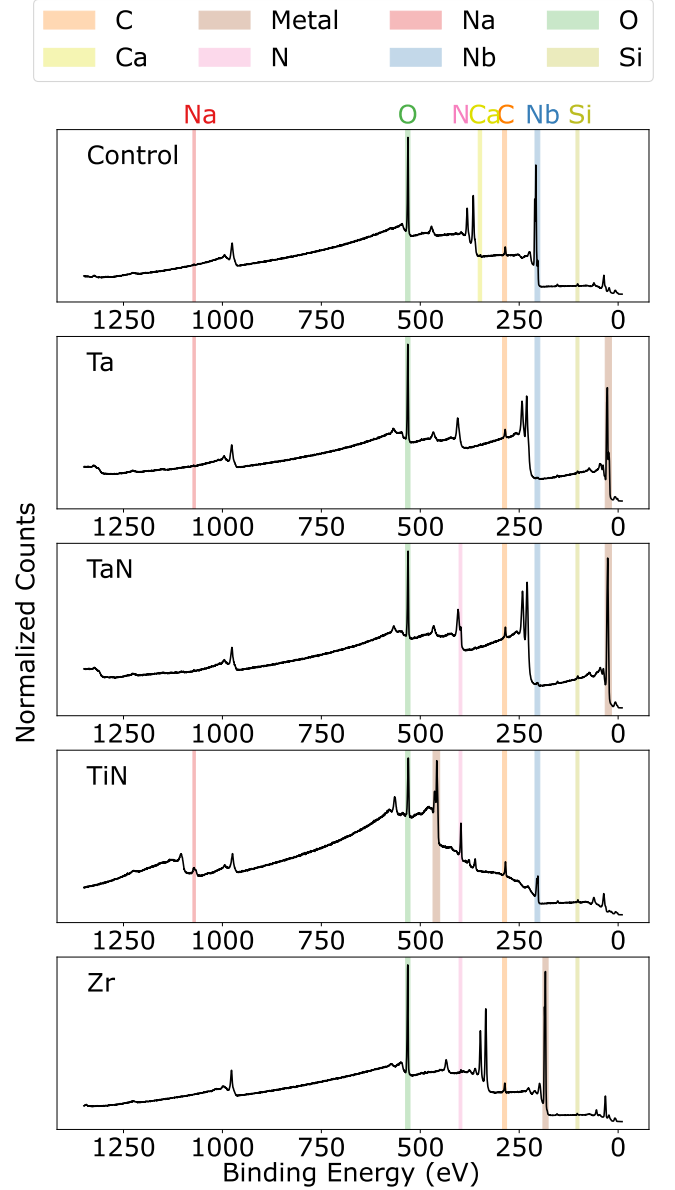 C Metal Na O
Ca N Nb Si
Na O N Ca C Nb Si
Control
1250 1000 750 500 250 0
Ta
1250 1000 750 500 250 0
TaN
1250 1000 750 500 250 0
TiN
1250 1000 750 500 250 0
Zr
1250 1000 750 500 250 0
Normalized Counts
Binding Energy (eV)